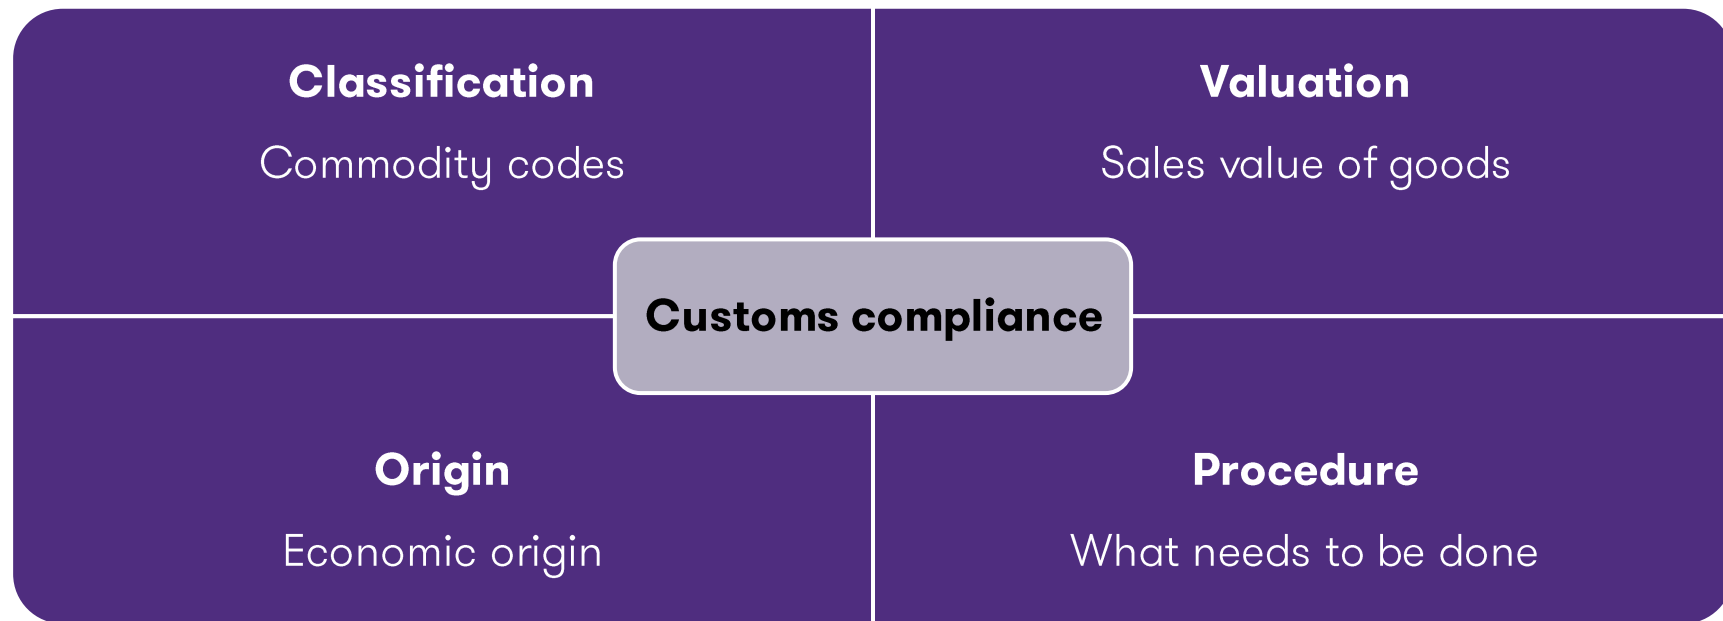 Classification
Commodity codes
Valuation
Sales value of goods
Customs compliance
Origin
Economic origin
Procedure
What needs to be done